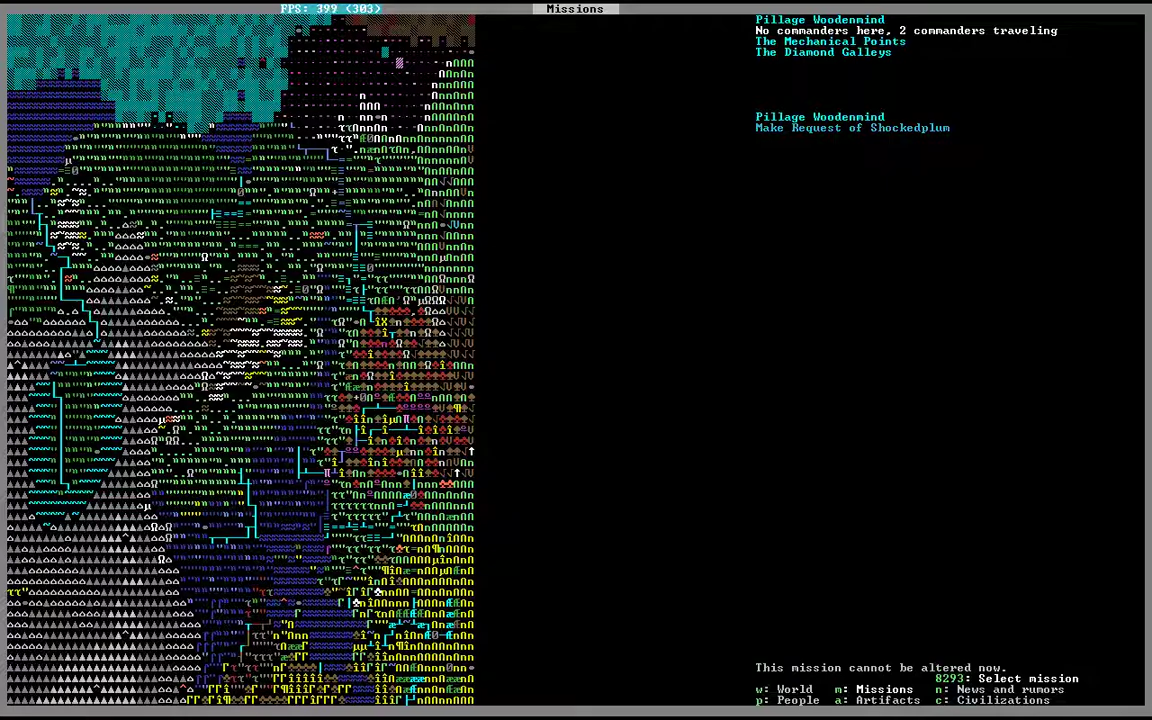 FPS: 399 (303)
Missions
Pillage Woodenmind
No commanders here, 2 commanders traveling
The Mechanical Points
The Diamond Galleys
Pillage Woodenmind
Make Request of Shockedplum
This mission cannot be altered now.
8293: Select mission
w: World m: Missions n: News and rumors
p: People a: Artifacts c: Civilizations